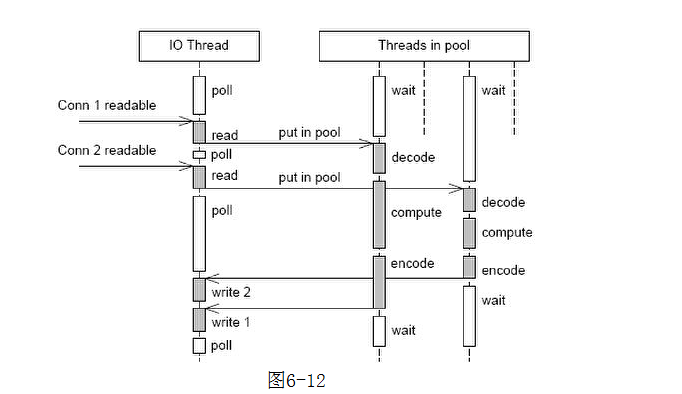 IO Thread
Threads in pool
poll
wait
wait
Conn 1 readable
read
put in pool
Conn 2 readable
poll
decode
read
put in pool
poll
compute
decode
compute
encode
encode
write 2
wait
write 1
wait
poll
图6-12